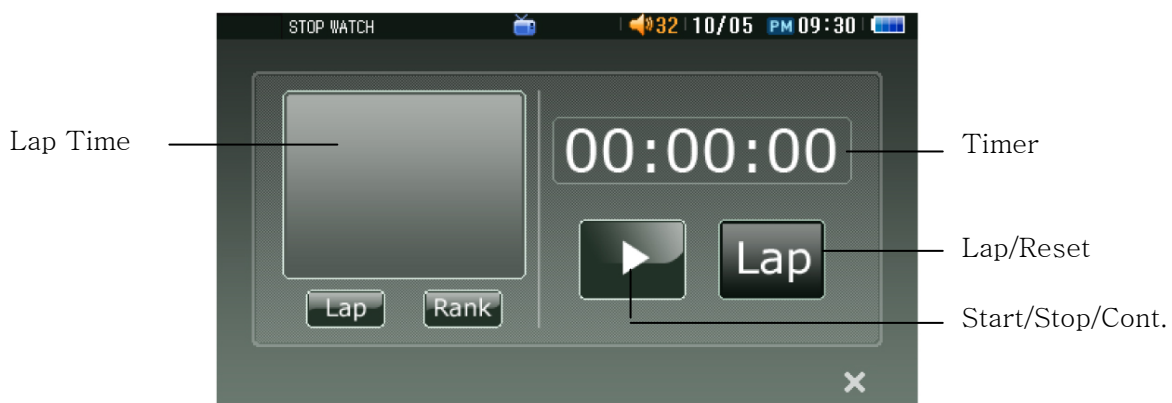 STOP WATCH 32 10/05 PM 09:30
Lap Time
00:00:00
Timer
Lap
Lap/Reset
Lap Rank
Start/Stop/Cont.